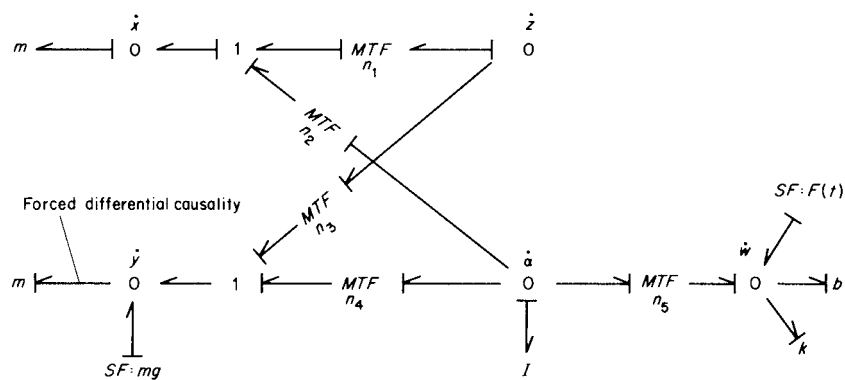 ẋ ż
m 0 1 MTF 0
n₁
MTF
n₂
SF:F(t)
MTF
n₃
Forced differential causality
ẏ α̇ ẇ
m 0 1 MTF 0 MTF 0 b
n₄ n₅
k
SF:mg I